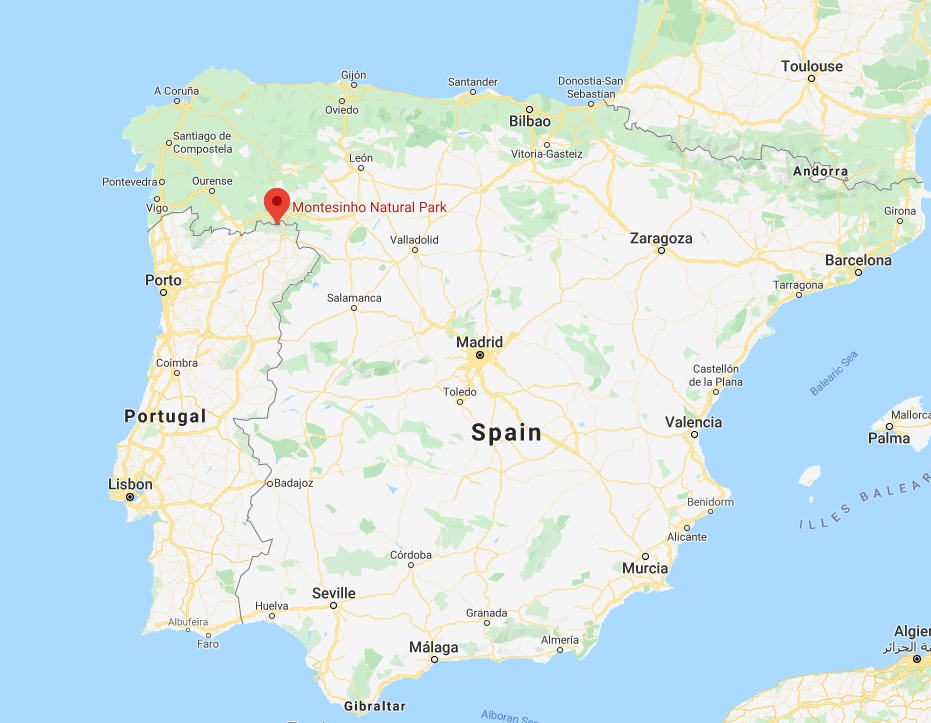 Toulouse
Gijón
A Coruña
Santander
Donostia-San
Sebastian
Oviedo
Bilbao
Santiago de
Compostela
Vitoria-Gasteiz
León
Andorra
Pontevedra
Ourense
Vigo
Montesinho Natural Park
Girona
Valladolid
Zaragoza
Barcelona
Porto
Tarragona
Salamanca
Madrid
Coimbra
Balearic Sea
Castellón
de la Plana
Toledo
Portugal
Spain
Valencia
Mallorc
Palma
Lisbon
Badajoz
ILLES BALEAR
Benidorm
Alicante
Córdoba
Murcia
Seville
Huelva
Granada
Albufeira
Faro
Almería
Algier
Málaga
Gibraltar
Alboran Se